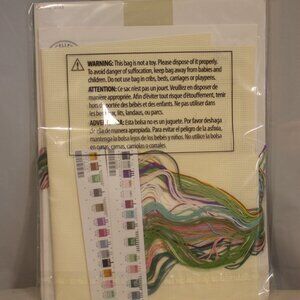 WARNING: This bag is not a toy. Please dispose of it properly.
To avoid danger of suffocation, keep bag away from babies and
children. Do not use bag in cribs, beds, carriages or playpens.
ATTENTION: Ce sac n'est pas un jouet. Veuillez en disposer de
manière appropriée. Afin d'éviter tout risque d'étouffement, tenir
hors de portée des bébés et des enfants. Ne pas utiliser dans
les berceaux, lits, landaus, ou parcs.
Esta bolsa no es un juguete. Por favor deshaga
de ella de manera apropiada. Para evitar el peligro de la asfixia,
mantenga la bolsa lejos de los bebés y niños. No utilice la bolsa
en cunas, camas, carriolas o corrales.